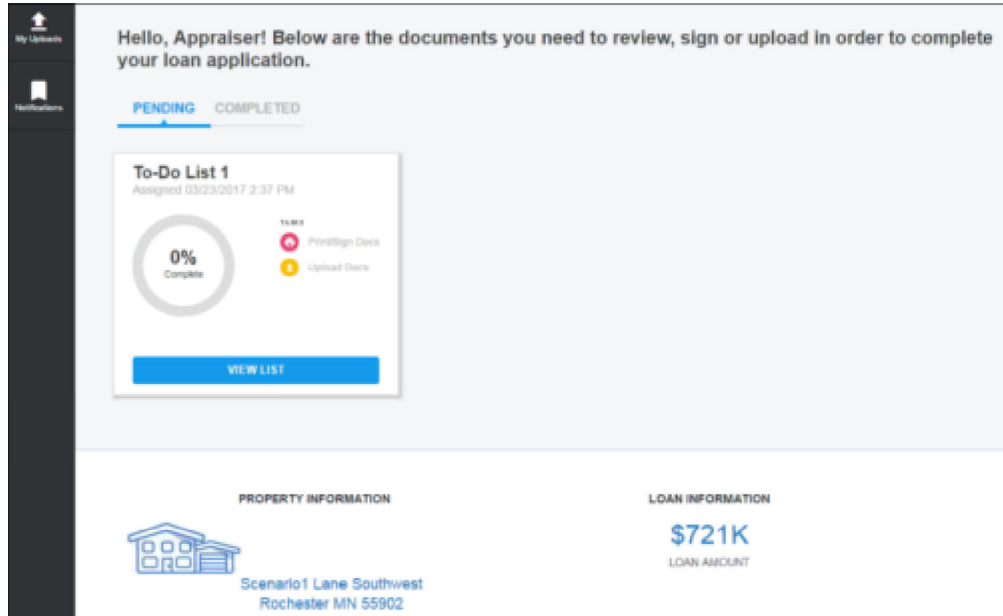 My Uploads
Notifications
Hello, Appraiser! Below are the documents you need to review, sign or upload in order to complete
your loan application.
PENDING COMPLETED
To-Do List 1
Assigned 03/23/2017 2:37 PM
0%
Complete
TASKS
Print/Sign Docs
Upload Docs
VIEW LIST
PROPERTY INFORMATION
Scenario1 Lane Southwest
Rochester MN 55902
LOAN INFORMATION
$721K
LOAN AMOUNT